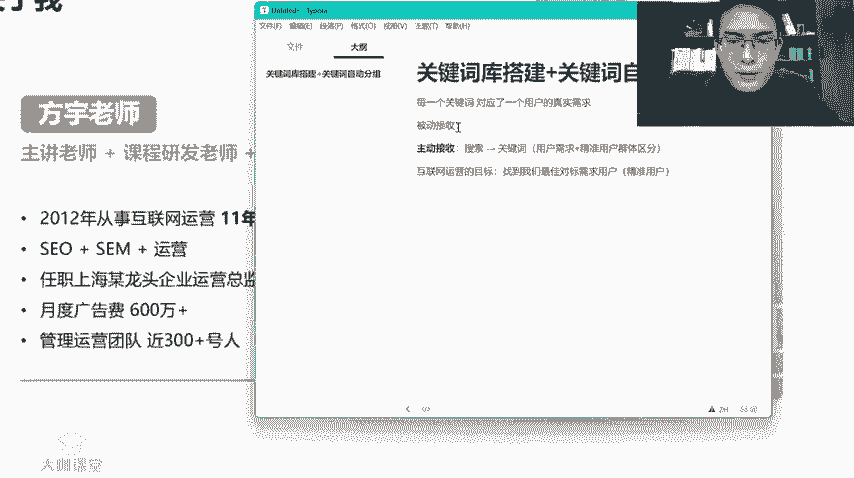 于我
方宇老师
主讲老师 + 课程研发老师 +
• 2012年从事互联网运营 11年
• SEO + SEM + 运营
• 任职上海某龙头企业运营总监
• 月度广告费 600万+
• 管理运营团队 近300+号人
大咖课堂
Untitled• - Typora
文件(F) 编辑(E) 段落(P) 格式(O) 视图(V) 主题(T) 帮助(H)
文件 大纲
关键词库搭建+关键词自动分组
关键词库搭建+关键词自
每一个关键词 对应了一个用户的真实需求
被动接收
主动接收：搜索 → 关键词（用户需求+精准用户群体区分）
互联网运营的目标：找到我们最佳对标需求用户（精准用户）